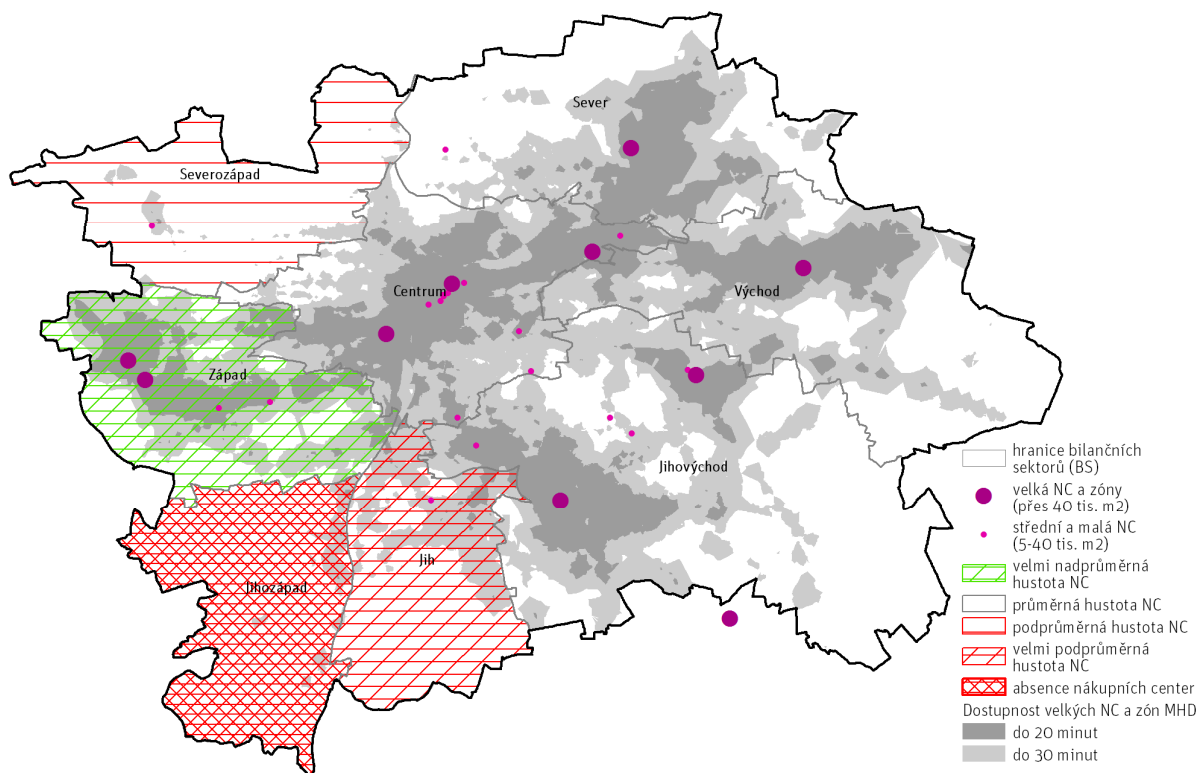 Sever
Severozápad
Centrum
Východ
Západ
Jihovýchod
Jih
Jihozápad
hranice bilančních
sektorů (BS)
velká NC a zóny
(přes 40 tis. m2)
střední a malá NC
(5-40 tis. m2)
velmi nadprůměrná
hustota NC
průměrná hustota NC
podprůměrná hustota NC
velmi podprůměrná
hustota NC
absence nákupních center
Dostupnost velkých NC a zón MHD
do 20 minut
do 30 minut